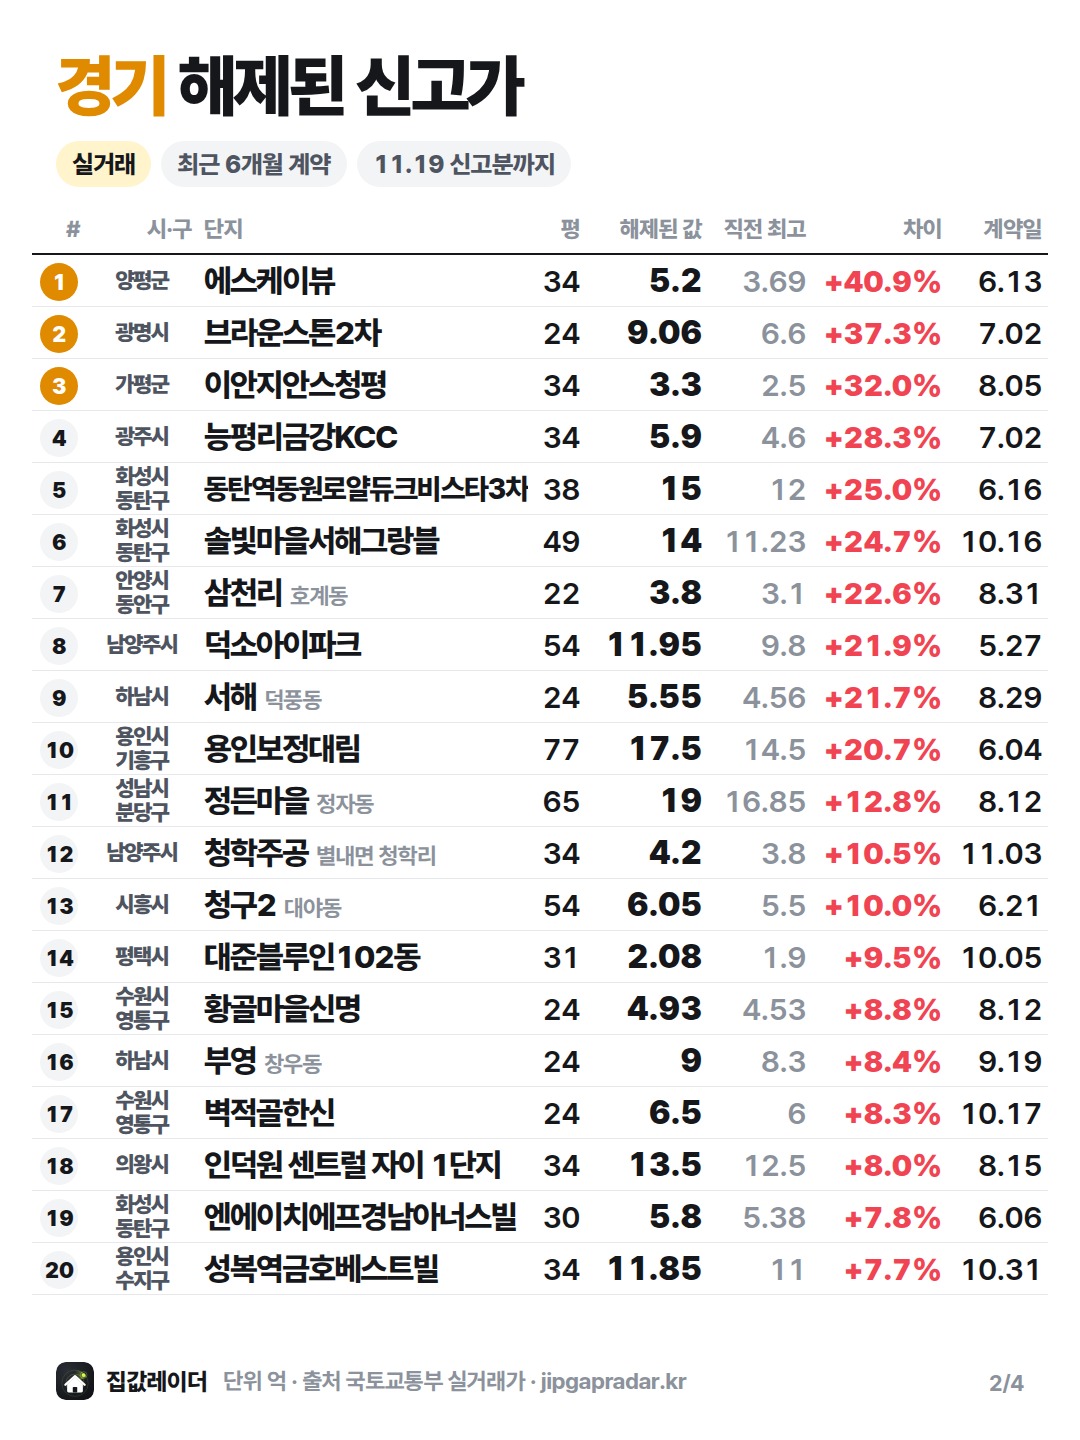 경기 해제된 신고가
실거래 최근 6개월 계약 11.19 신고분까지
# 시·구 단지 평 해제된 값 직전 최고 차이 계약일
1 양평군 에스케이뷰 34 5.2 3.69 +40.9% 6.13
2 광명시 브라운스톤2차 24 9.06 6.6 +37.3% 7.02
3 가평군 이안지안스청평 34 3.3 2.5 +32.0% 8.05
4 광주시 능평리금강KCC 34 5.9 4.6 +28.3% 7.02
5 화성시 동탄구 동탄역동원로얄듀크비스타3차 38 15 12 +25.0% 6.16
6 화성시 동탄구 솔빛마을서해그랑블 49 14 11.23 +24.7% 10.16
7 안양시 동안구 삼천리 호계동 22 3.8 3.1 +22.6% 8.31
8 남양주시 덕소아이파크 54 11.95 9.8 +21.9% 5.27
9 하남시 서해 덕풍동 24 5.55 4.56 +21.7% 8.29
10 용인시 기흥구 용인보정대림 77 17.5 14.5 +20.7% 6.04
11 성남시 분당구 정든마을 정자동 65 19 16.85 +12.8% 8.12
12 남양주시 청학주공 별내면 청학리 34 4.2 3.8 +10.5% 11.03
13 시흥시 청구2 대야동 54 6.05 5.5 +10.0% 6.21
14 평택시 대준블루인102동 31 2.08 1.9 +9.5% 10.05
15 수원시 영통구 황골마을신명 24 4.93 4.53 +8.8% 8.12
16 하남시 부영 창우동 24 9 8.3 +8.4% 9.19
17 수원시 영통구 벽적골한신 24 6.5 6 +8.3% 10.17
18 의왕시 인덕원 센트럴 자이 1단지 34 13.5 12.5 +8.0% 8.15
19 화성시 동탄구 엔에이치에프경남아너스빌 30 5.8 5.38 +7.8% 6.06
20 용인시 수지구 성복역금호베스트빌 34 11.85 11 +7.7% 10.31
집값레이더 단위 억 · 출처 국토교통부 실거래가 · jipgapradar.kr 2/4